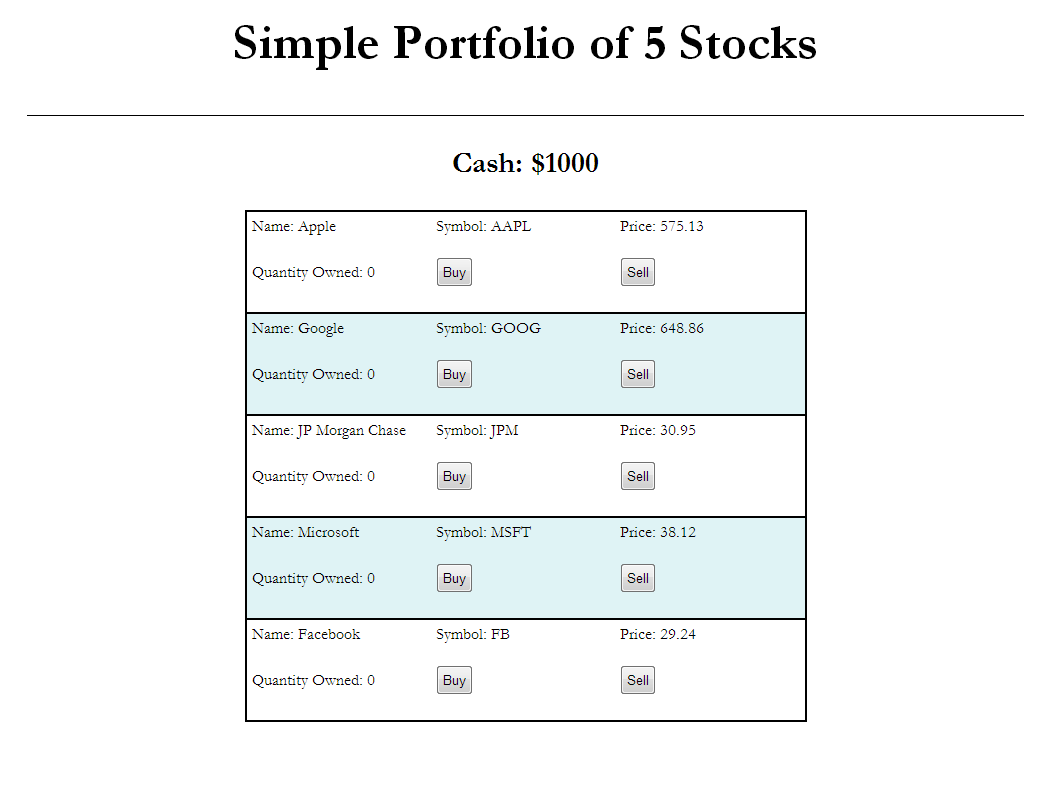 Simple Portfolio of 5 Stocks
Cash: $1000
Name: Apple Symbol: AAPL Price: 575.13
Quantity Owned: 0 Buy Sell
Name: Google Symbol: GOOG Price: 648.86
Quantity Owned: 0 Buy Sell
Name: JP Morgan Chase Symbol: JPM Price: 30.95
Quantity Owned: 0 Buy Sell
Name: Microsoft Symbol: MSFT Price: 38.12
Quantity Owned: 0 Buy Sell
Name: Facebook Symbol: FB Price: 29.24
Quantity Owned: 0 Buy Sell